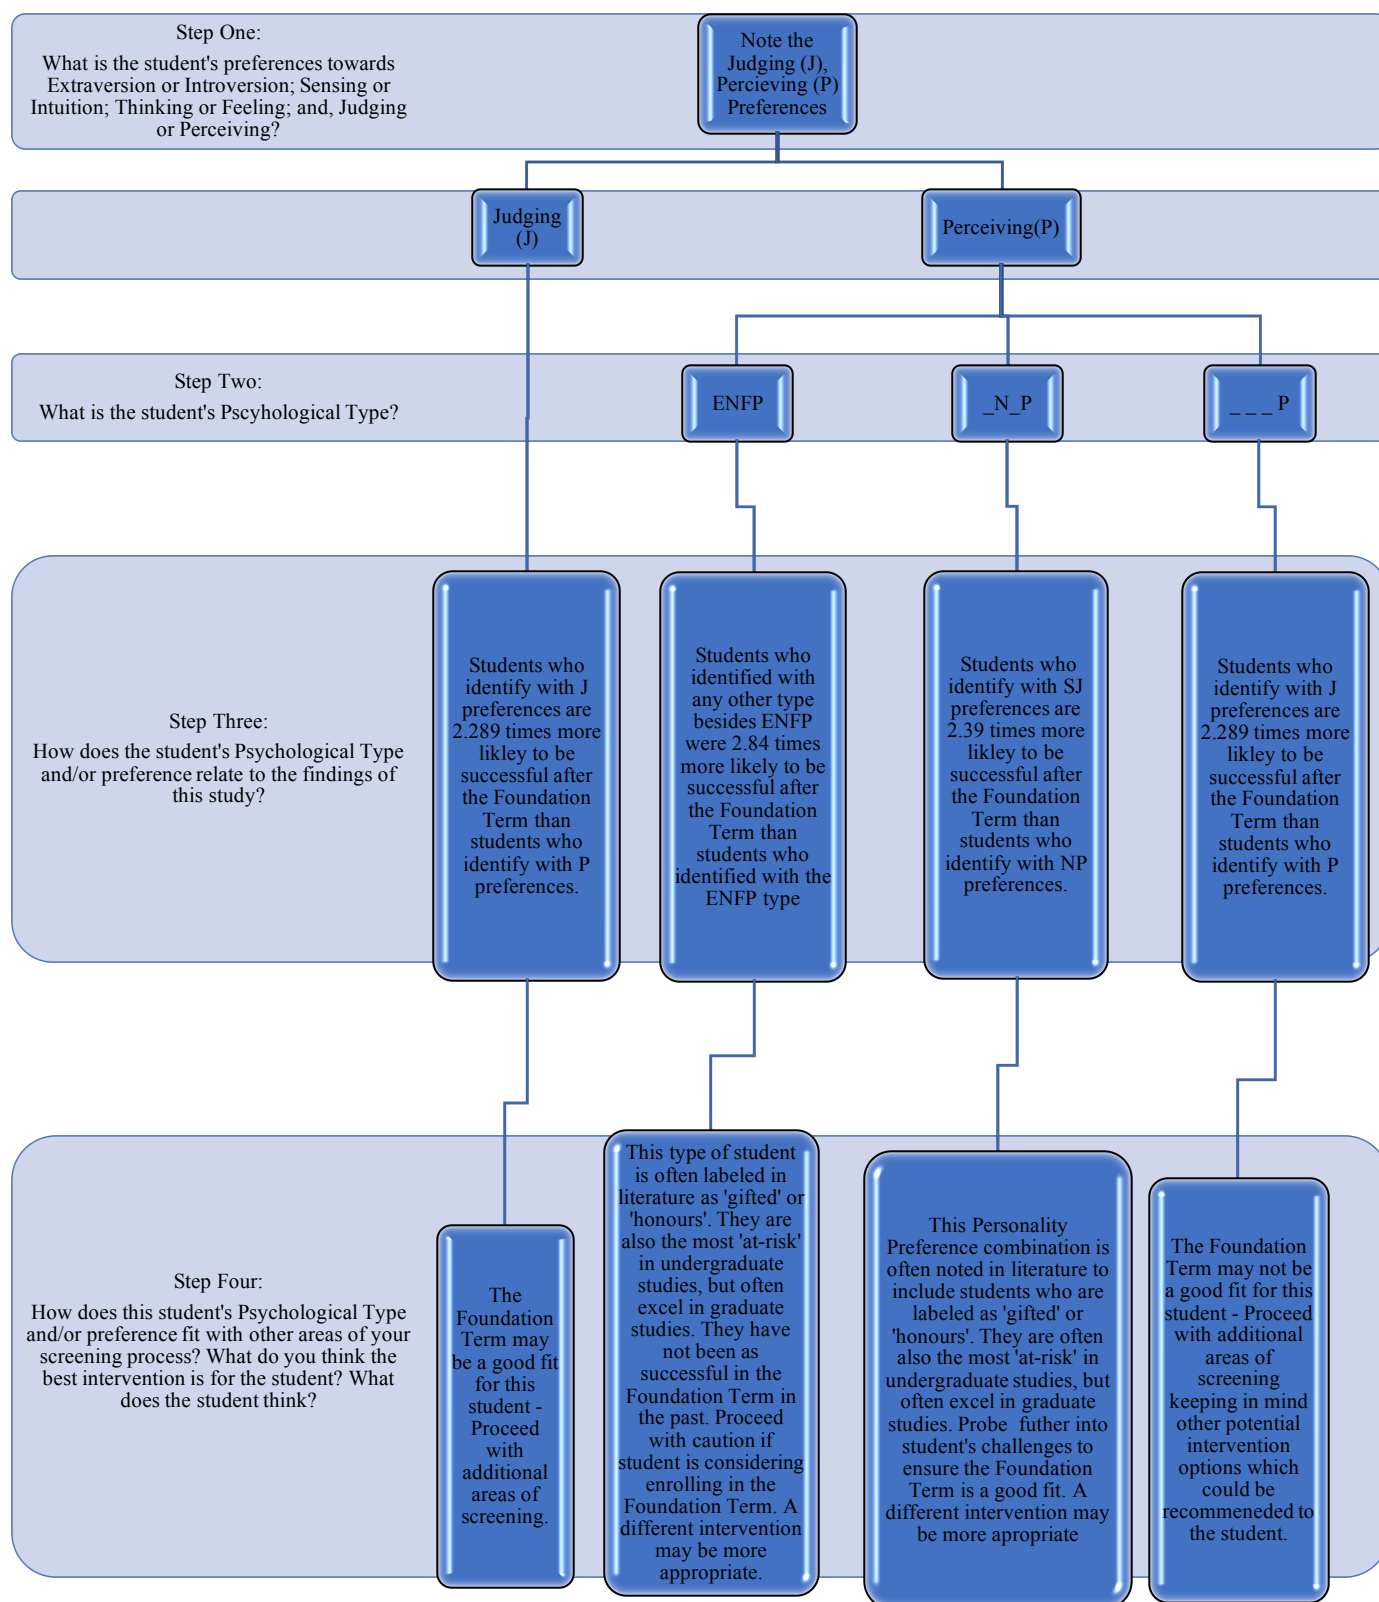 Step One:
What is the student's preferences towards
Extraversion or Introversion; Sensing or
Intuition; Thinking or Feeling; and, Judging
or Perceiving?
Note the
Judging (J),
Percieving (P)
Preferences
Judging
(J)
Perceiving(P)
Step Two:
What is the student's Pscyhological Type?
ENFP
_N_P
_ _ _ P
Step Three:
How does the student's Psychological Type
and/or preference relate to the findings of
this study?
Students who
identify with J
preferences are
2.289 times more
likley to be
successful after
the Foundation
Term than
students who
identify with P
preferences.
Students who
identified with
any other type
besides ENFP
were 2.84 times
more likely to be
successful after
the Foundation
Term than
students who
identified with the
ENFP type
Students who
identify with SJ
preferences are
2.39 times more
likley to be
successful after
the Foundation
Term than
students who
identify with NP
preferences.
Students who
identify with J
preferences are
2.289 times more
likley to be
successful after
the Foundation
Term than
students who
identify with P
preferences.
Step Four:
How does this student's Psychological Type
and/or preference fit with other areas of your
screening process? What do you think the
best intervention is for the student? What
does the student think?
The
Foundation
Term may
be a good fit
for this
student -
Proceed
with
additional
areas of
screening.
This type of student
is often labeled in
literature as 'gifted' or
'honours'. They are
also the most 'at-risk'
in undergraduate
studies, but often
excel in graduate
studies. They have
not been as
successful in the
Foundation Term in
the past. Proceed
with caution if
student is considering
enrolling in the
Foundation Term. A
different intervention
may be more
appropriate.
This Personality
Preference combination is
often noted in literature to
include students who are
labeled as 'gifted' or
'honours'. They are often
also the most 'at-risk' in
undergraduate studies, but
often excel in graduate
studies. Probe  futher into
student's challenges to
ensure the Foundation
Term is a good fit. A
different intervention may
be more apropriate
The Foundation
Term may not be
a good fit for this
student - Proceed
with additional
areas of
screening
keeping in mind
other potential
intervention
options which
could be
recommeneded to
the student.